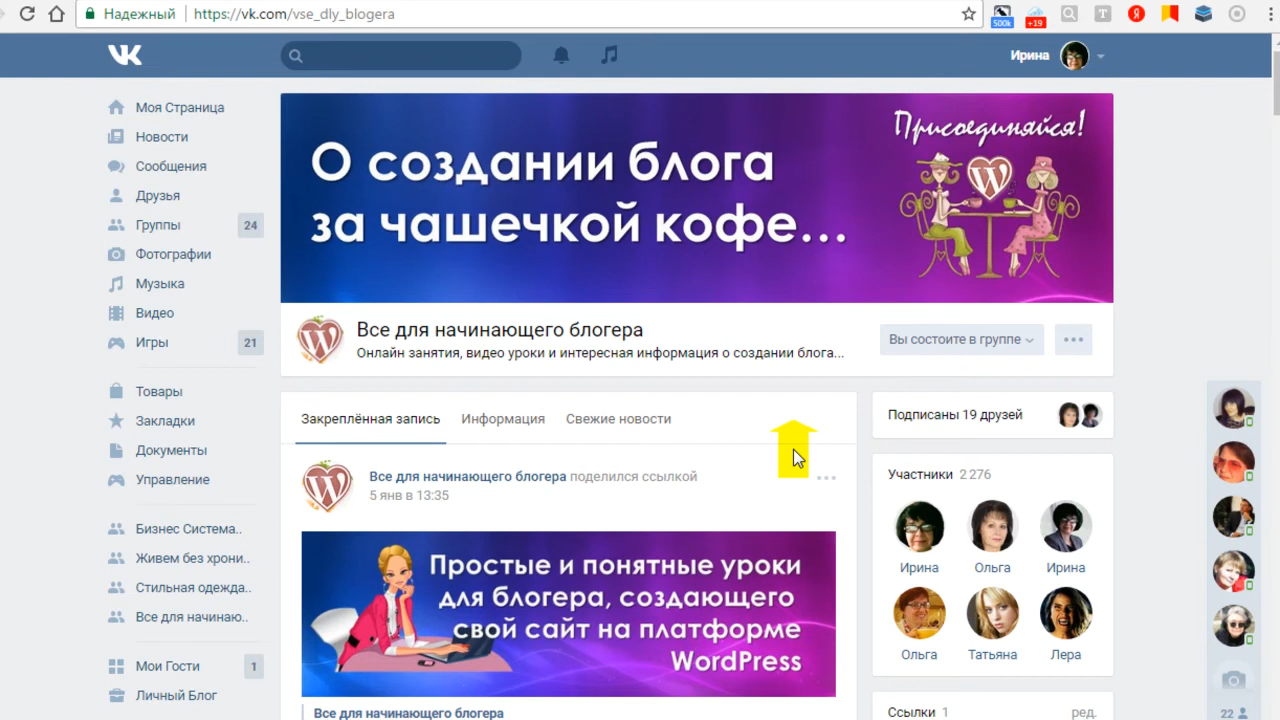 Надежный
https://vk.com/vse_dly_blogera
500k
+19
T
Я
Ирина
Моя Страница
Новости
Сообщения
Друзья
Группы 24
Фотографии
Музыка
Видео
Игры 21
Товары
Закладки
Документы
Управление
Бизнес Система..
Живем без хрони..
Стильная одежда..
Все для начинаю..
Мои Гости 1
Личный Блог
О создании блога
за чашечкой кофе...
Присоединяйся!
W
W
Все для начинающего блогера
Онлайн занятия, видео уроки и интересная информация о создании блога...
Вы состоите в группе
Закреплённая запись Информация Свежие новости
W
Все для начинающего блогера поделился ссылкой
5 янв в 13:35
Простые и понятные уроки
для блогера, создающего
свой сайт на платформе
WordPress
Все для начинающего блогера
Подписаны 19 друзей
Участники 2 276
Ирина Ольга Ирина
Ольга Татьяна Лера
Ссылки 1 ред.
22